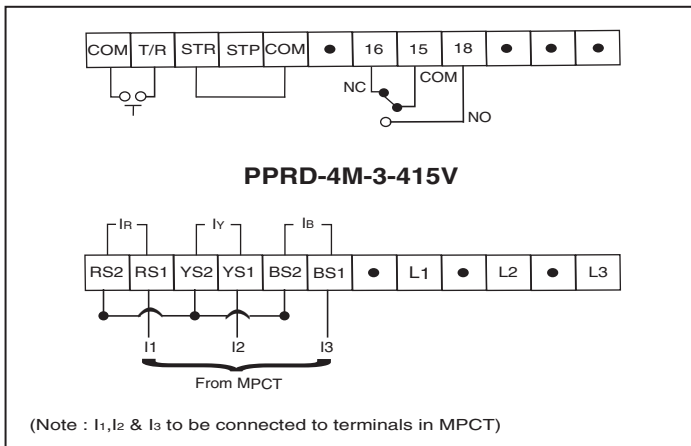 COM T/R STR STP COM 16 15 18
NC COM
NO
PPRD-4M-3-415V
IR IY IB
RS2 RS1 YS2 YS1 BS2 BS1 L1 L2 L3
I1 I2 I3
From MPCT
(Note : I1,I2 & I3 to be connected to terminals in MPCT)